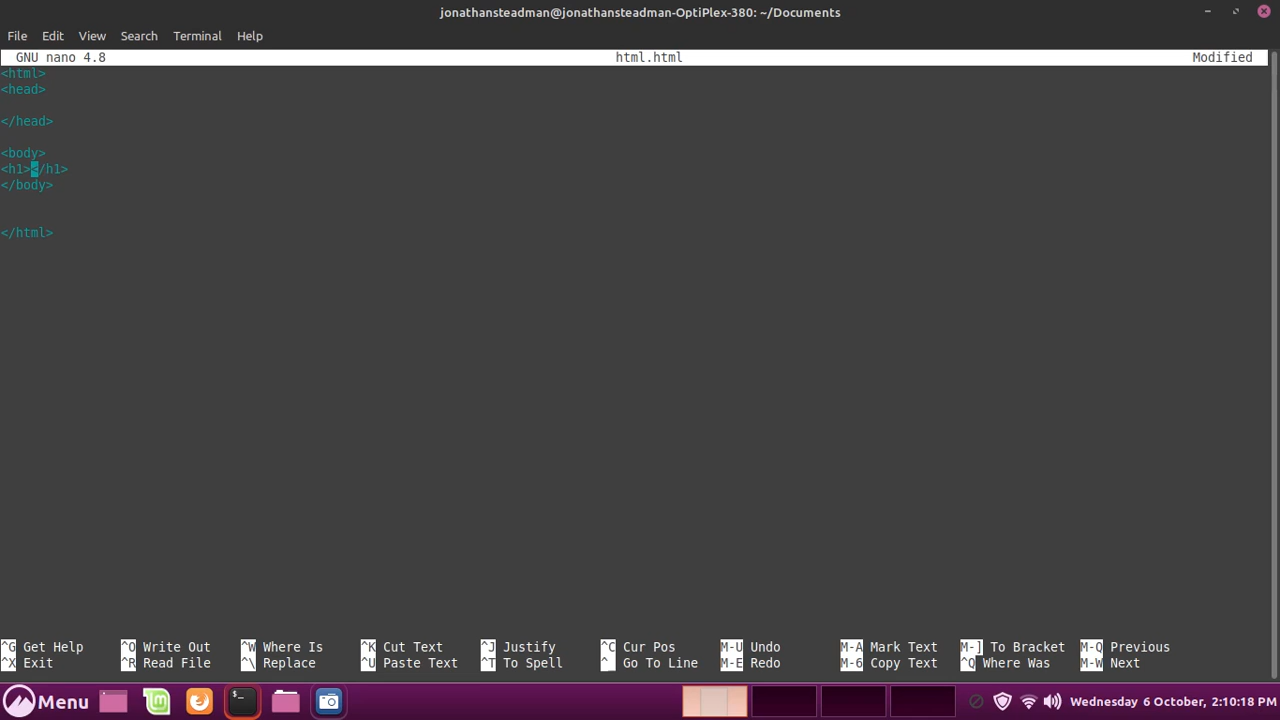 jonathansteadman@jonathansteadman-OptiPlex-380: ~/Documents
File Edit View Search Terminal Help
GNU nano 4.8 html.html Modified
<html>
<head>
</head>
<body>
<h1></h1>
</body>
</html>
^G Get Help ^O Write Out ^W Where Is ^K Cut Text ^J Justify ^C Cur Pos M-U Undo M-A Mark Text M-] To Bracket M-Q Previous
^X Exit ^R Read File ^\ Replace ^U Paste Text ^T To Spell ^_ Go To Line M-E Redo M-6 Copy Text ^Q Where Was M-W Next
Menu Wednesday 6 October, 2:10:18 PM